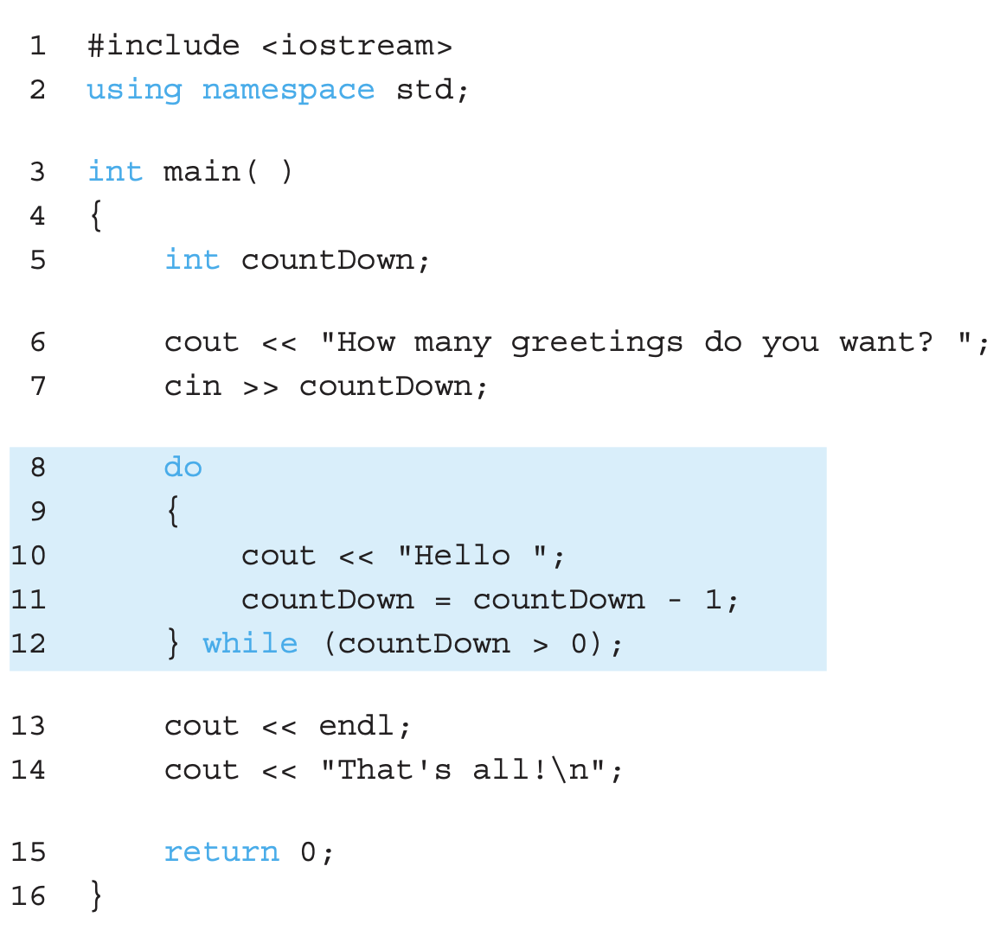 1 #include <iostream>
2 using namespace std;
3 int main( )
4 {
5     int countDown;
6     cout << "How many greetings do you want? ";
7     cin >> countDown;
8     do
9     {
10         cout << "Hello ";
11         countDown = countDown - 1;
12     } while (countDown > 0);
13     cout << endl;
14     cout << "That's all!\n";
15     return 0;
16 }